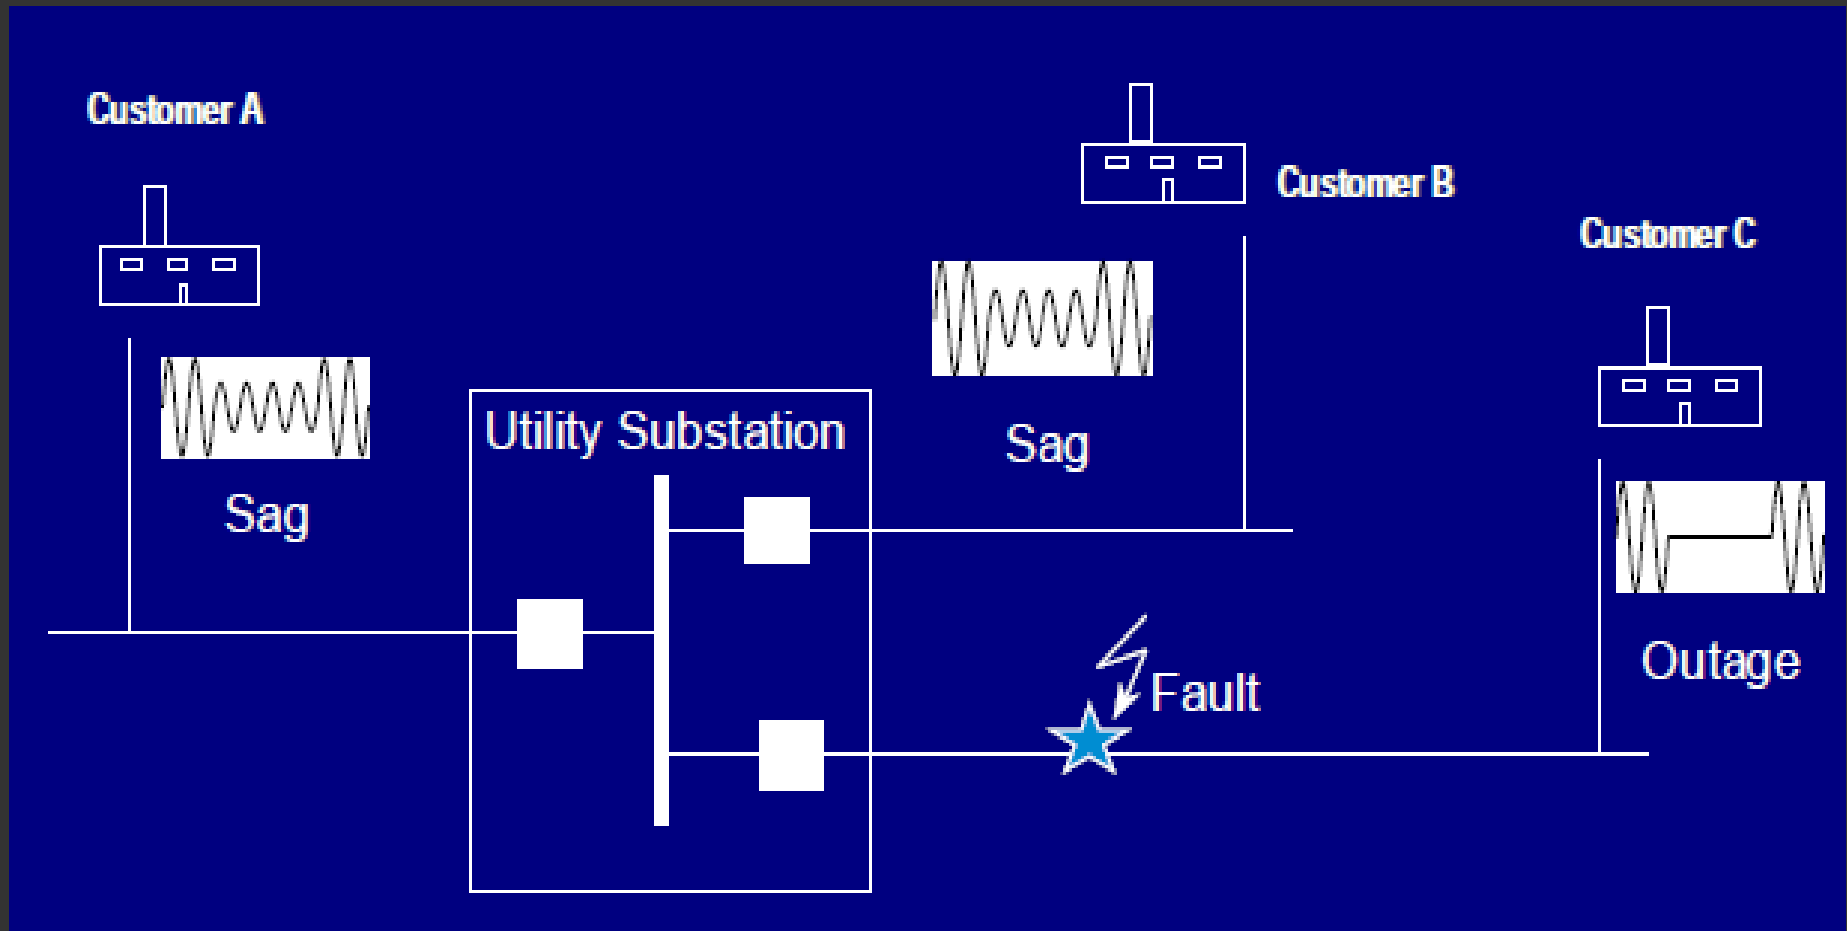 Customer A
Customer B
Customer C
Utility Substation
Sag
Sag
Fault
Outage